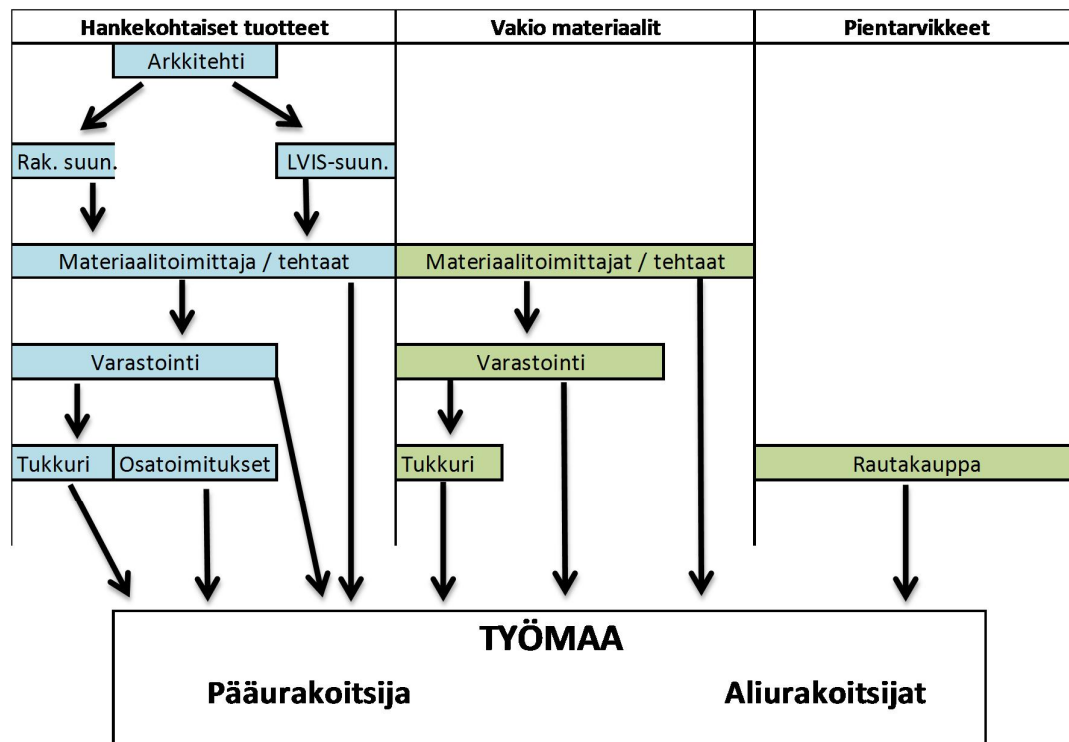 Hankekohtaiset tuotteet
Vakio materiaalit
Pientarvikkeet
Arkkitehti
Rak. suun.
LVIS-suun.
Materiaalitoimittaja / tehtaat
Materiaalitoimittajat / tehtaat
Varastointi
Varastointi
Tukkuri
Osatoimitukset
Tukkuri
Rautakauppa
TYÖMAA
Pääurakoitsija
Aliurakoitsijat